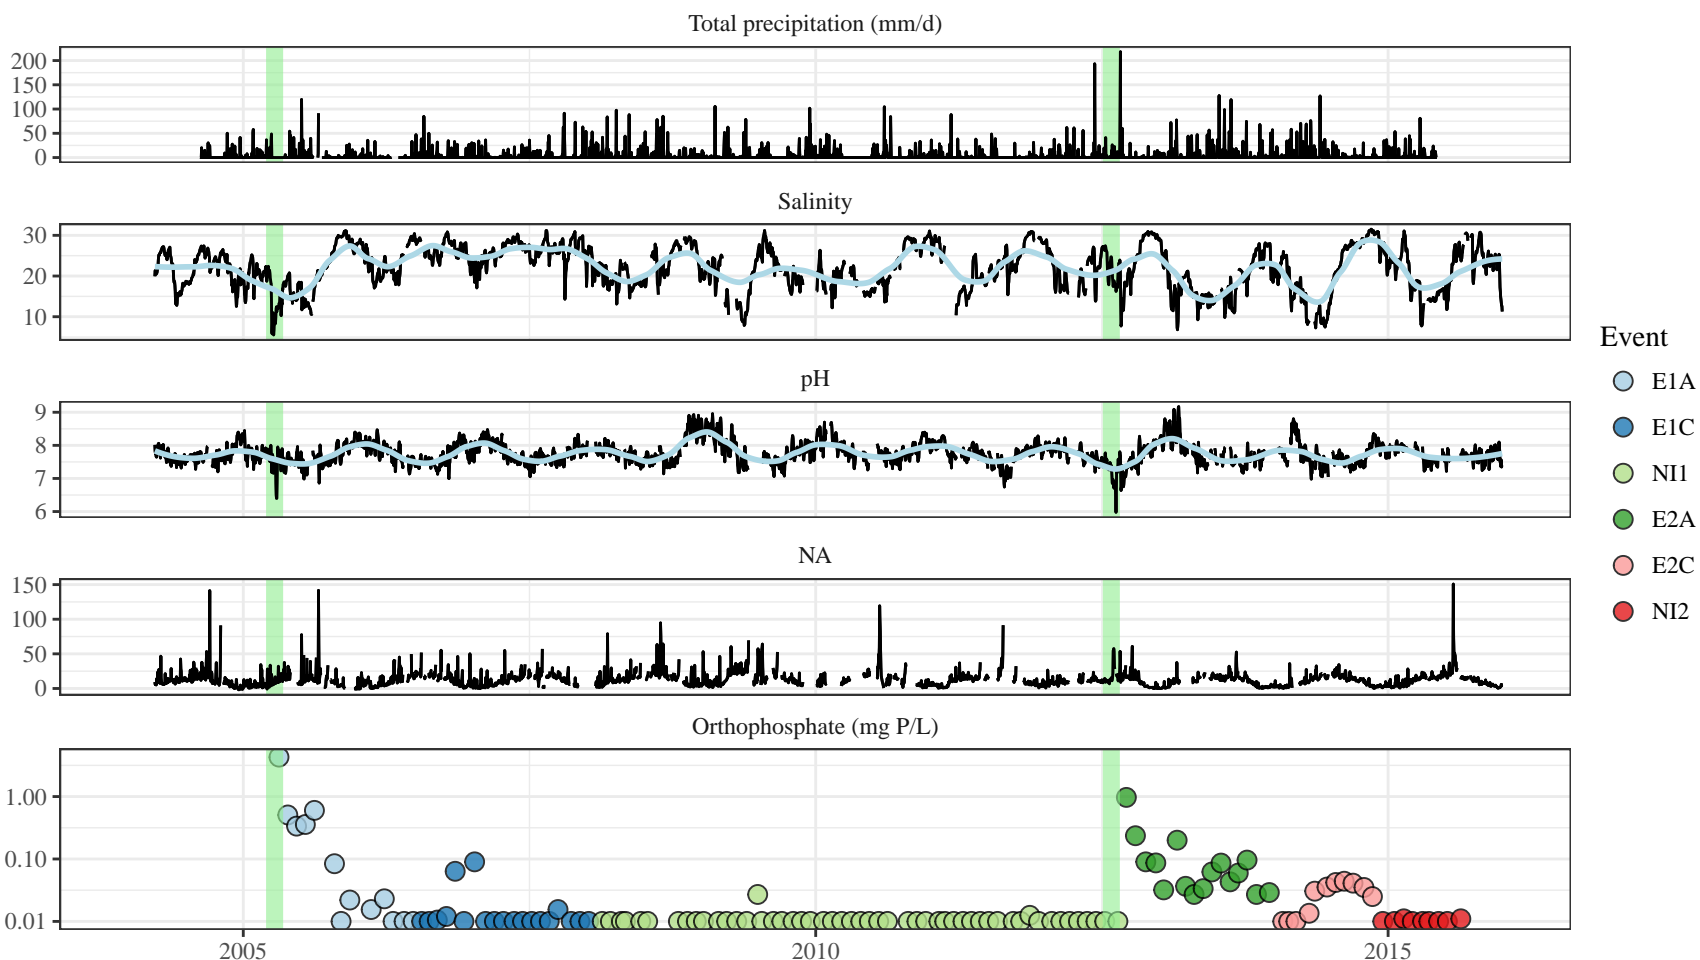 Total precipitation (mm/d)
200
150
100
50
0
Salinity
30
20
10
pH
9
8
7
6
NA
150
100
50
0
Orthophosphate (mg P/L)
1.00
0.10
0.01
2005 2010 2015
Event
E1A
E1C
NI1
E2A
E2C
NI2